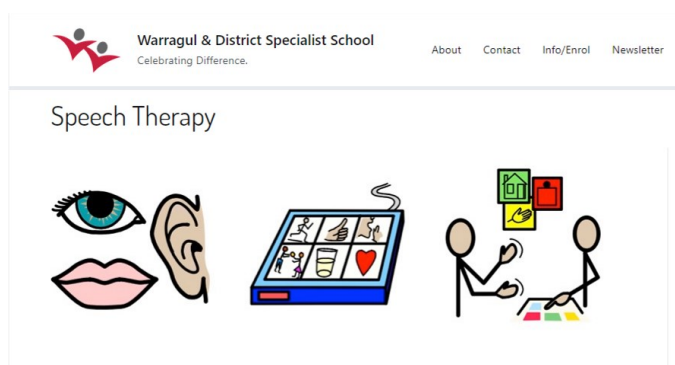 Warragul & District Specialist School
Celebrating Difference.
About Contact Info/Enrol Newsletter
Speech Therapy